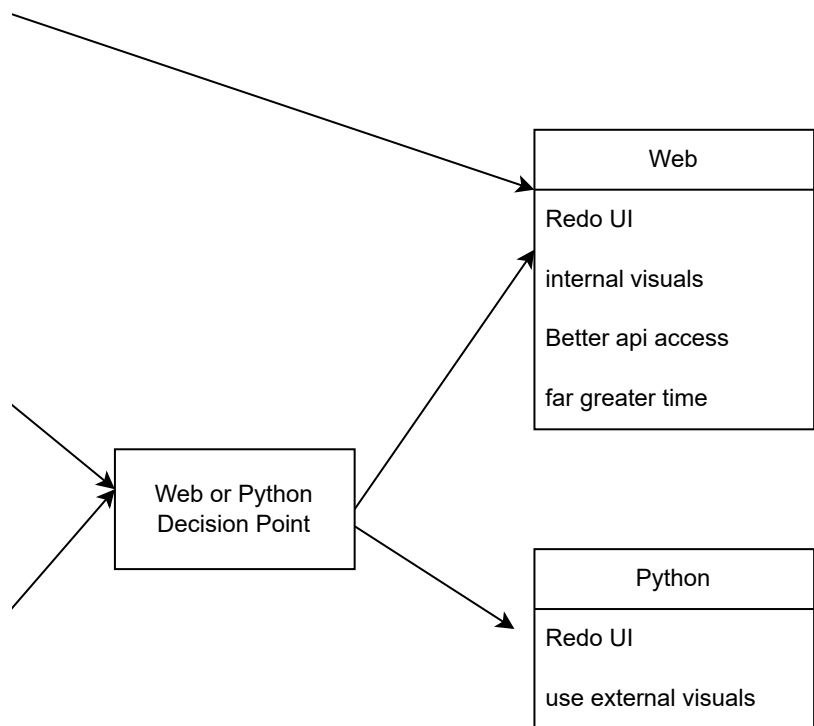 Web
Redo UI
internal visuals
Better api access
far greater time
Web or Python
Decision Point
Python
Redo UI
use external visuals